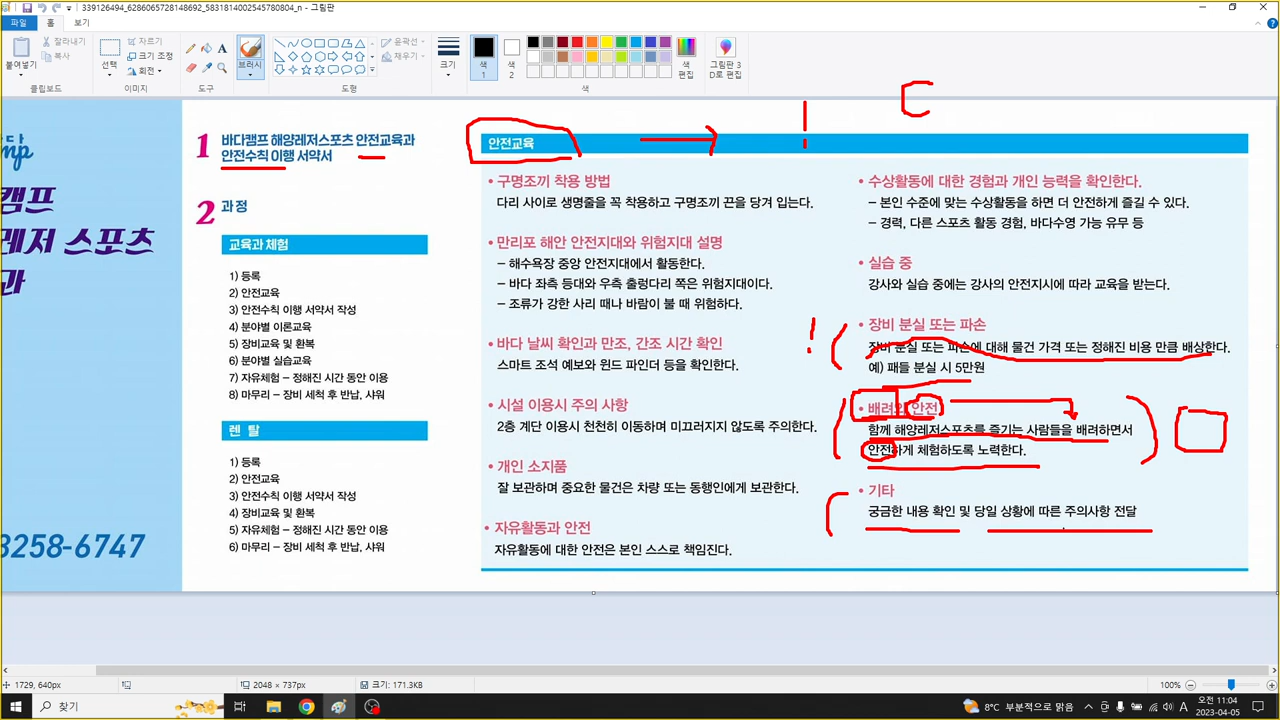 339126494_6286065728148692_5831814002545780804_n - 그림판
파일
홈
보기
붙여넣기
잘라내기
복사
클립보드
선택
자르기
크기 조정
회전
이미지
A
도구
브러시
윤곽선
채우기
도형
크기
색 1
색 2
색
색 편집
그림판 3D로 편집
캠프
레저 스포츠
과
3258-6747
1 바다캠프 해양레저스포츠 안전교육과
안전수칙 이행 서약서
2 과정
교육과 체험
1) 등록
2) 안전교육
3) 안전수칙 이행 서약서 작성
4) 분야별 이론교육
5) 장비교육 및 환복
6) 분야별 실습교육
7) 자유체험 – 정해진 시간 동안 이용
8) 마무리 – 장비 세척 후 반납, 샤워
렌 탈
1) 등록
2) 안전교육
3) 안전수칙 이행 서약서 작성
4) 장비교육 및 환복
5) 자유체험 – 정해진 시간 동안 이용
6) 마무리 – 장비 세척 후 반납, 샤워
안전교육
• 구명조끼 착용 방법
다리 사이로 생명줄을 꼭 착용하고 구명조끼 끈을 당겨 입는다.
• 만리포 해안 안전지대와 위험지대 설명
– 해수욕장 중앙 안전지대에서 활동한다.
– 바다 좌측 등대와 우측 출렁다리 쪽은 위험지대이다.
– 조류가 강한 사리 때나 바람이 불 때 위험하다.
• 바다 날씨 확인과 만조, 간조 시간 확인
스마트 조석 예보와 윈드 파인더 등을 확인한다.
• 시설 이용시 주의 사항
2층 계단 이용시 천천히 이동하며 미끄러지지 않도록 주의한다.
• 개인 소지품
잘 보관하며 중요한 물건은 차량 또는 동행인에게 보관한다.
• 자유활동과 안전
자유활동에 대한 안전은 본인 스스로 책임진다.
• 수상활동에 대한 경험과 개인 능력을 확인한다.
– 본인 수준에 맞는 수상활동을 하면 더 안전하게 즐길 수 있다.
– 경력, 다른 스포츠 활동 경험, 바다수영 가능 유무 등
• 실습 중
강사와 실습 중에는 강사의 안전지시에 따라 교육을 받는다.
• 장비 분실 또는 파손
장비 분실 또는 파손에 대해 물건 가격 또는 정해진 비용 만큼 배상한다.
예) 패들 분실 시 5만원
• 배려와 안전
함께 해양레저스포츠를 즐기는 사람들을 배려하면서
안전하게 체험하도록 노력한다.
• 기타
궁금한 내용 확인 및 당일 상황에 따른 주의사항 전달
1729, 640px
2048 × 737px
크기: 171.3KB
100%
찾기
8°C 부분적으로 맑음
A
오전 11:04
2023-04-05